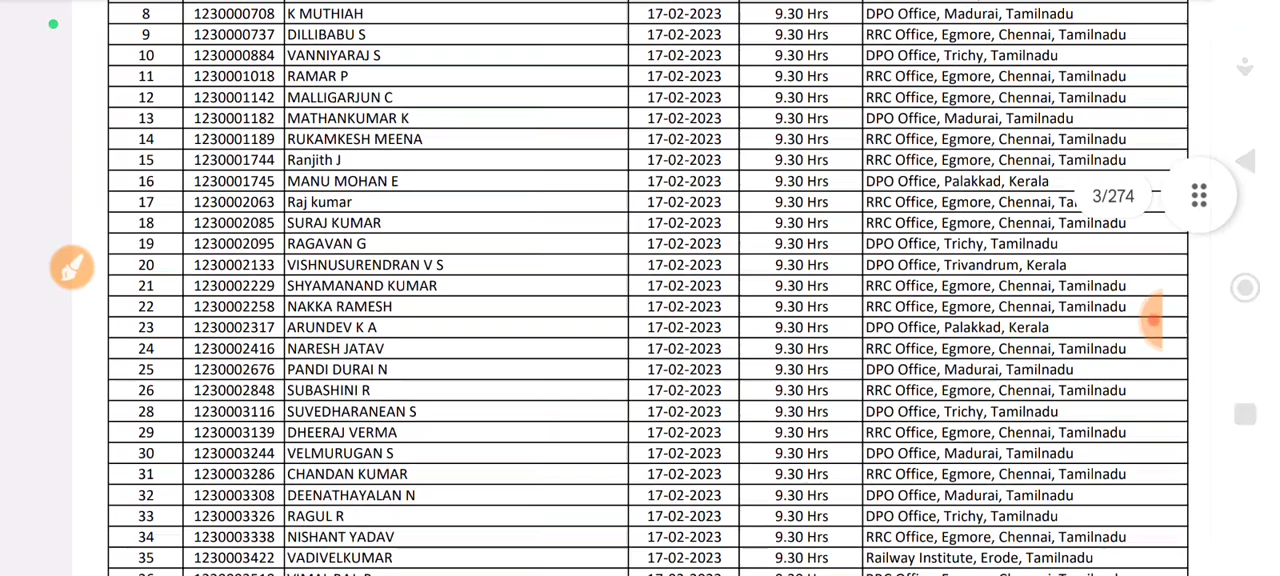 8 1230000708 K MUTHIAH 17-02-2023 9.30 Hrs DPO Office, Madurai, Tamilnadu
9 1230000737 DILLIBABU S 17-02-2023 9.30 Hrs RRC Office, Egmore, Chennai, Tamilnadu
10 1230000884 VANNIYARAJ S 17-02-2023 9.30 Hrs DPO Office, Trichy, Tamilnadu
11 1230001018 RAMAR P 17-02-2023 9.30 Hrs RRC Office, Egmore, Chennai, Tamilnadu
12 1230001142 MALLIGARJUN C 17-02-2023 9.30 Hrs RRC Office, Egmore, Chennai, Tamilnadu
13 1230001182 MATHANKUMAR K 17-02-2023 9.30 Hrs DPO Office, Madurai, Tamilnadu
14 1230001189 RUKAMKESH MEENA 17-02-2023 9.30 Hrs RRC Office, Egmore, Chennai, Tamilnadu
15 1230001744 Ranjith J 17-02-2023 9.30 Hrs RRC Office, Egmore, Chennai, Tamilnadu
16 1230001745 MANU MOHAN E 17-02-2023 9.30 Hrs DPO Office, Palakkad, Kerala
3/274
17 1230002063 Raj kumar 17-02-2023 9.30 Hrs RRC Office, Egmore, Chennai,
18 1230002085 SURAJ KUMAR 17-02-2023 9.30 Hrs RRC Office, Egmore, Chennai, Tamilnadu
19 1230002095 RAGAVAN G 17-02-2023 9.30 Hrs DPO Office, Trichy, Tamilnadu
20 1230002133 VISHNUSURENDRAN V S 17-02-2023 9.30 Hrs DPO Office, Trivandrum, Kerala
21 1230002229 SHYAMANAND KUMAR 17-02-2023 9.30 Hrs RRC Office, Egmore, Chennai, Tamilnadu
22 1230002258 NAKKA RAMESH 17-02-2023 9.30 Hrs RRC Office, Egmore, Chennai, Tamilnadu
23 1230002317 ARUNDEV K A 17-02-2023 9.30 Hrs DPO Office, Palakkad, Kerala
24 1230002416 NARESH JATAV 17-02-2023 9.30 Hrs RRC Office, Egmore, Chennai, Tamilnadu
25 1230002676 PANDI DURAI N 17-02-2023 9.30 Hrs DPO Office, Madurai, Tamilnadu
26 1230002848 SUBASHINI R 17-02-2023 9.30 Hrs RRC Office, Egmore, Chennai, Tamilnadu
28 1230003116 SUVEDHARANEAN S 17-02-2023 9.30 Hrs DPO Office, Trichy, Tamilnadu
29 1230003139 DHEERAJ VERMA 17-02-2023 9.30 Hrs RRC Office, Egmore, Chennai, Tamilnadu
30 1230003244 VELMURUGAN S 17-02-2023 9.30 Hrs DPO Office, Madurai, Tamilnadu
31 1230003286 CHANDAN KUMAR 17-02-2023 9.30 Hrs RRC Office, Egmore, Chennai, Tamilnadu
32 1230003308 DEENATHAYALAN N 17-02-2023 9.30 Hrs DPO Office, Madurai, Tamilnadu
33 1230003326 RAGUL R 17-02-2023 9.30 Hrs DPO Office, Trichy, Tamilnadu
34 1230003338 NISHANT YADAV 17-02-2023 9.30 Hrs RRC Office, Egmore, Chennai, Tamilnadu
35 1230003422 VADIVELKUMAR 17-02-2023 9.30 Hrs Railway Institute, Erode, Tamilnadu